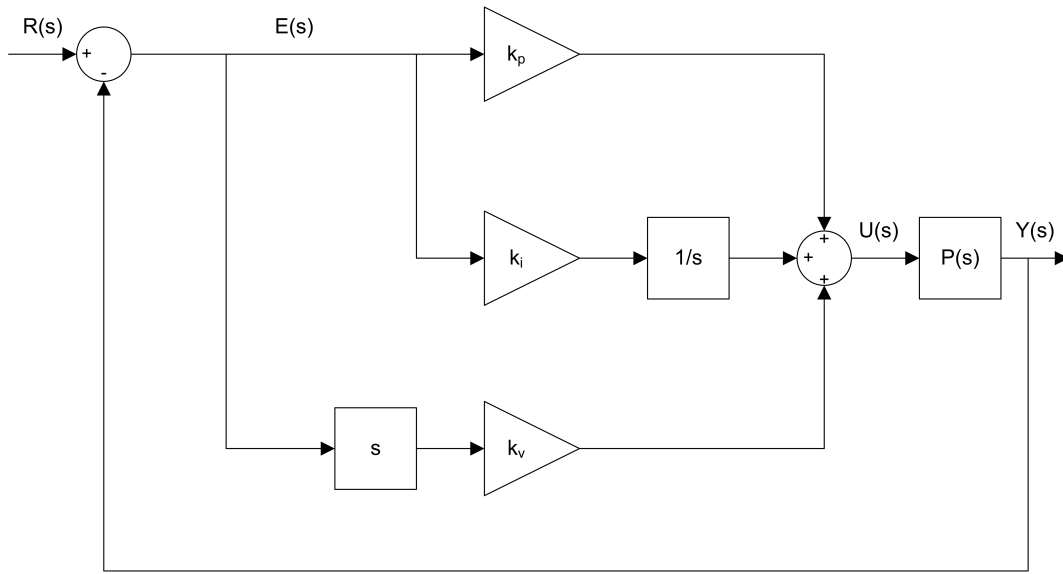 R(s)
E(s)
+
-
kp
ki
1/s
+
+
+
U(s)
P(s)
Y(s)
s
kv